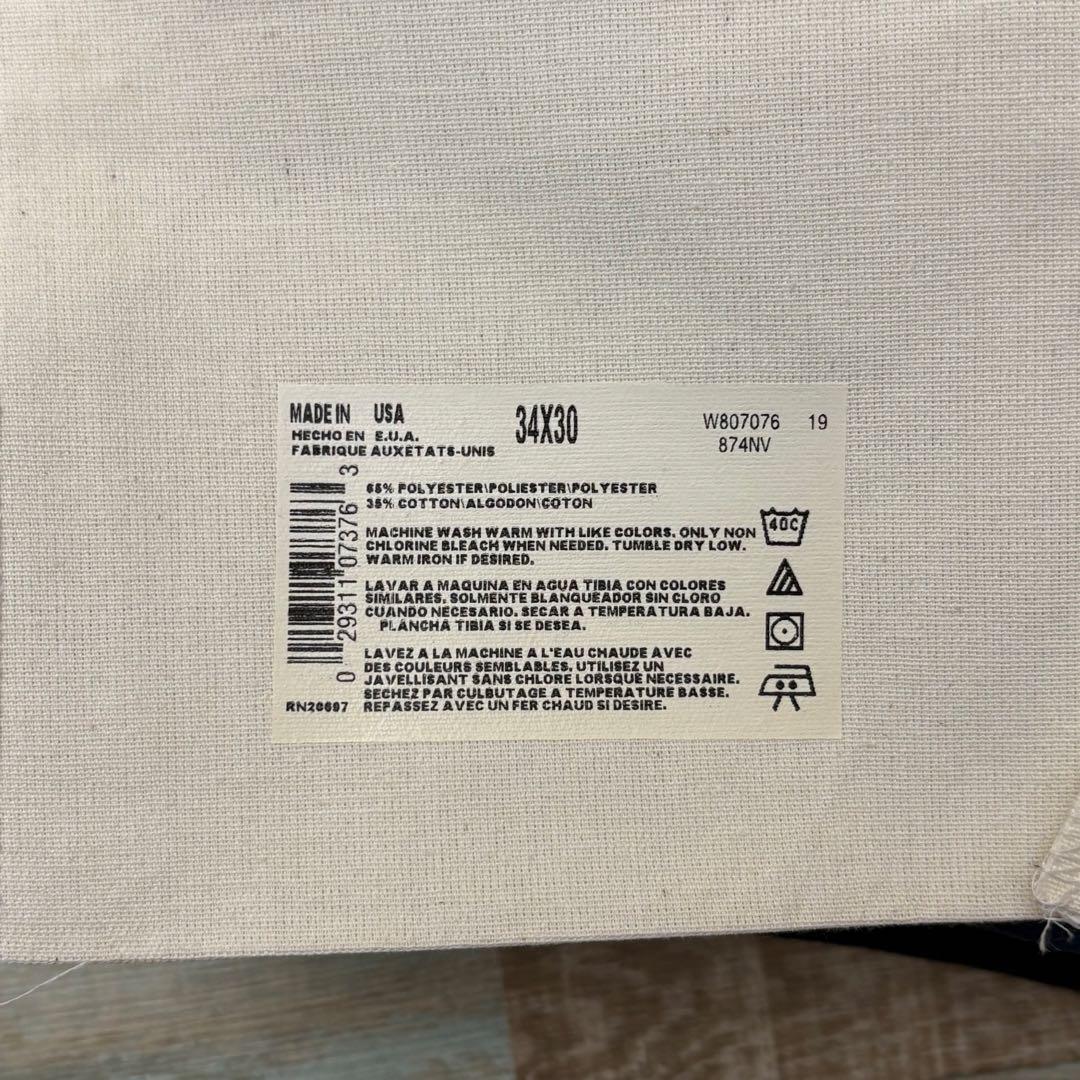 MADE IN USA 34X30 W807076 19
HECHO EN E.U.A. 874NV
FABRIQUE AUXETATS-UNIS
65% POLYESTER\POLIESTER\POLYESTER
35% COTTON\ALGODON\COTON
MACHINE WASH WARM WITH LIKE COLORS. ONLY NON
CHLORINE BLEACH WHEN NEEDED. TUMBLE DRY LOW.
WARM IRON IF DESIRED.
40C
LAVAR A MAQUINA EN AGUA TIBIA CON COLORES
SIMILARES. SOLMENTE BLANQUEADOR SIN CLORO
CUANDO NECESARIO. SECAR A TEMPERATURA BAJA.
PLANCHA TIBIA SI SE DESEA.
LAVEZ A LA MACHINE A L'EAU CHAUDE AVEC
DES COULEURS SEMBLABLES. UTILISEZ UN
JAVELLISANT SANS CHLORE LORSQUE NECESSAIRE.
SECHEZ PAR CULBUTAGE A TEMPERATURE BASSE.
REPASSEZ AVEC UN FER CHAUD SI DESIRE.
RN20697
0 29311 07376 3